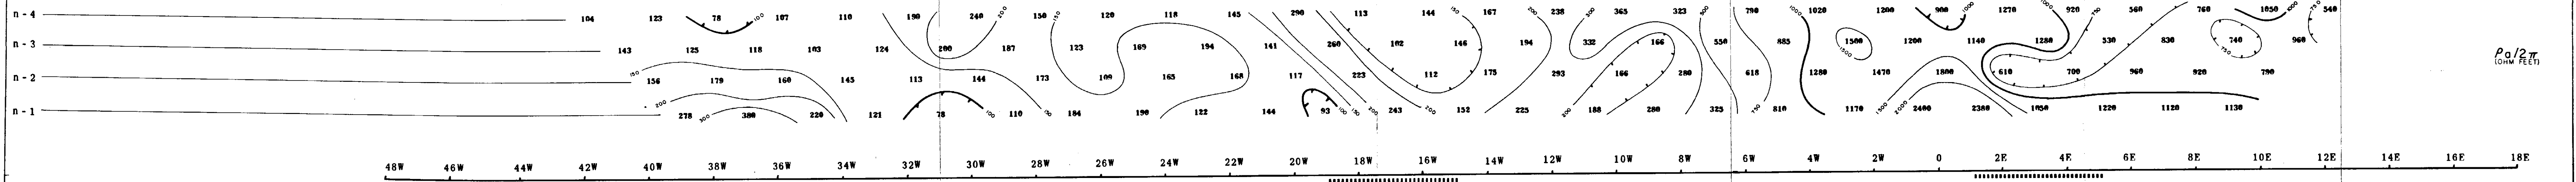 n - 4 104 123 78 107 110 190 240 150 120 118 145 290 113 144 167 238 365 323 790 1020 1200 900 1270 920 560 760 1050 540
n - 3 143 125 118 103 124 200 187 123 169 194 141 260 102 146 194 332 166 550 885 1500 1200 1140 1280 530 830 740 960
n - 2 156 179 160 145 113 144 173 109 165 168 117 223 112 175 293 166 280 618 1280 1470 1800 610 700 960 920 790
n - 1 278 380 220 121 78 110 184 190 122 144 93 243 152 225 188 280 325 810 1170 2400 2380 1050 1220 1120 1130
ρa/2π
(OHM FEET)
48W 46W 44W 42W 40W 38W 36W 34W 32W 30W 28W 26W 24W 22W 20W 18W 16W 14W 12W 10W 8W 6W 4W 2W 0 2E 4E 6E 8E 10E 12E 14E 16E 18E